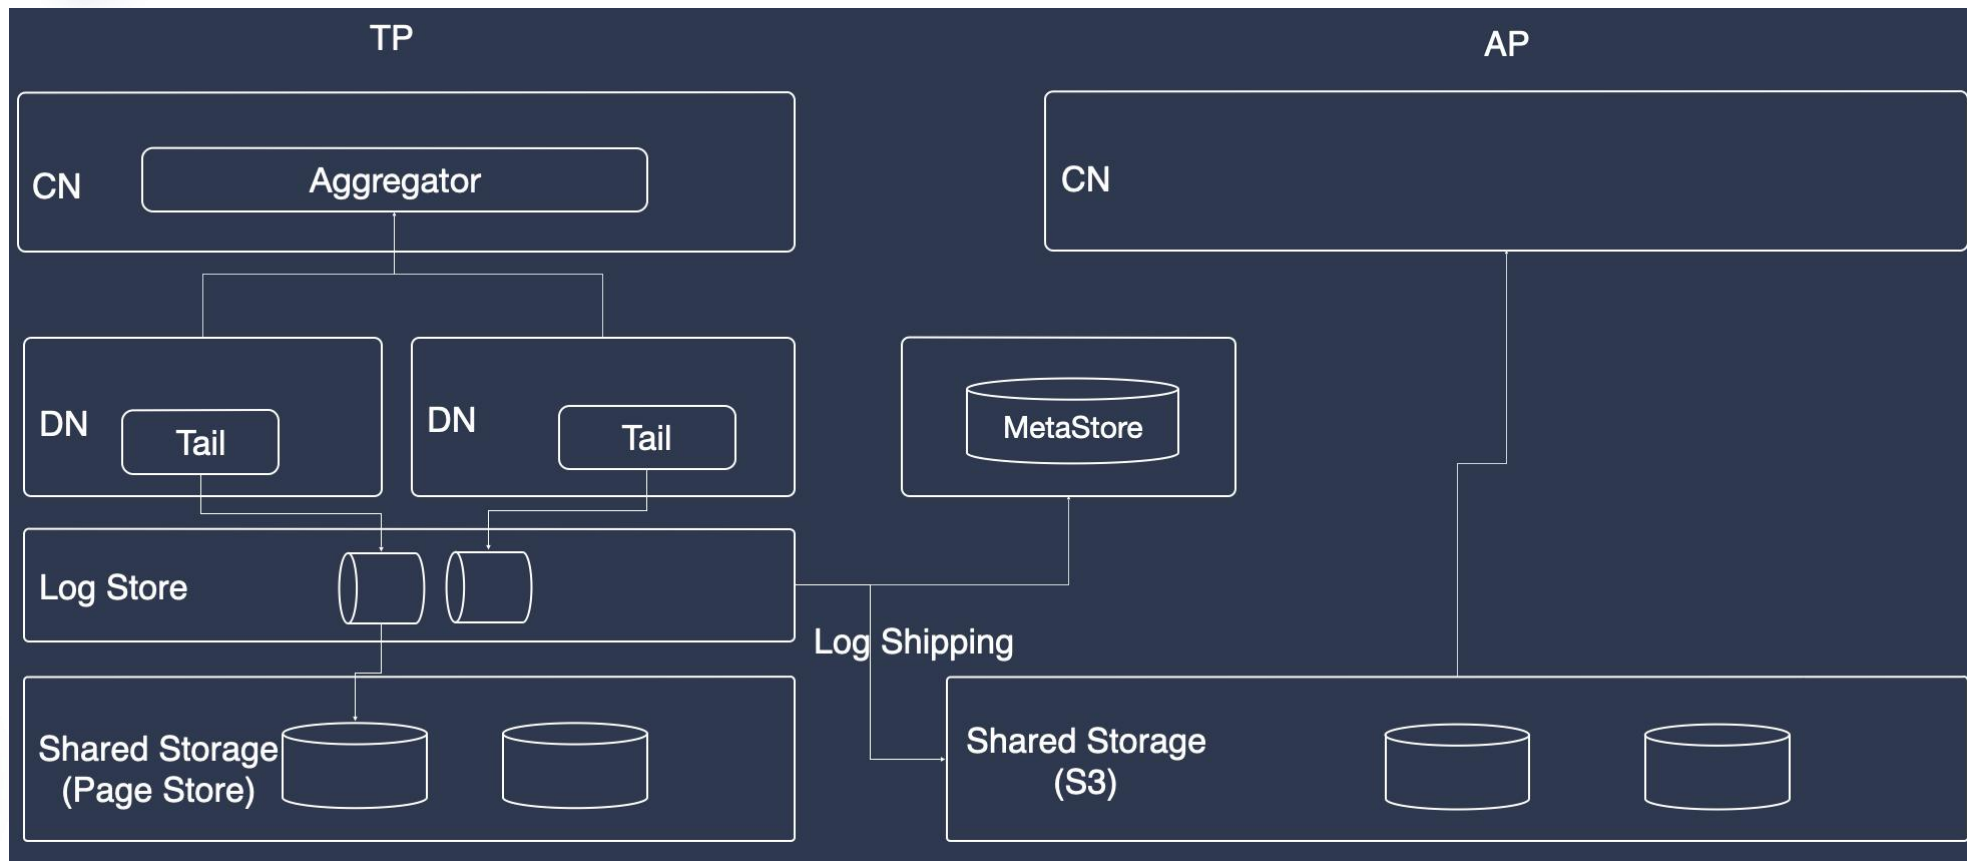 TP
AP
CN
Aggregator
CN
DN
Tail
DN
Tail
MetaStore
Log Store
Log Shipping
Shared Storage
(Page Store)
Shared Storage
(S3)